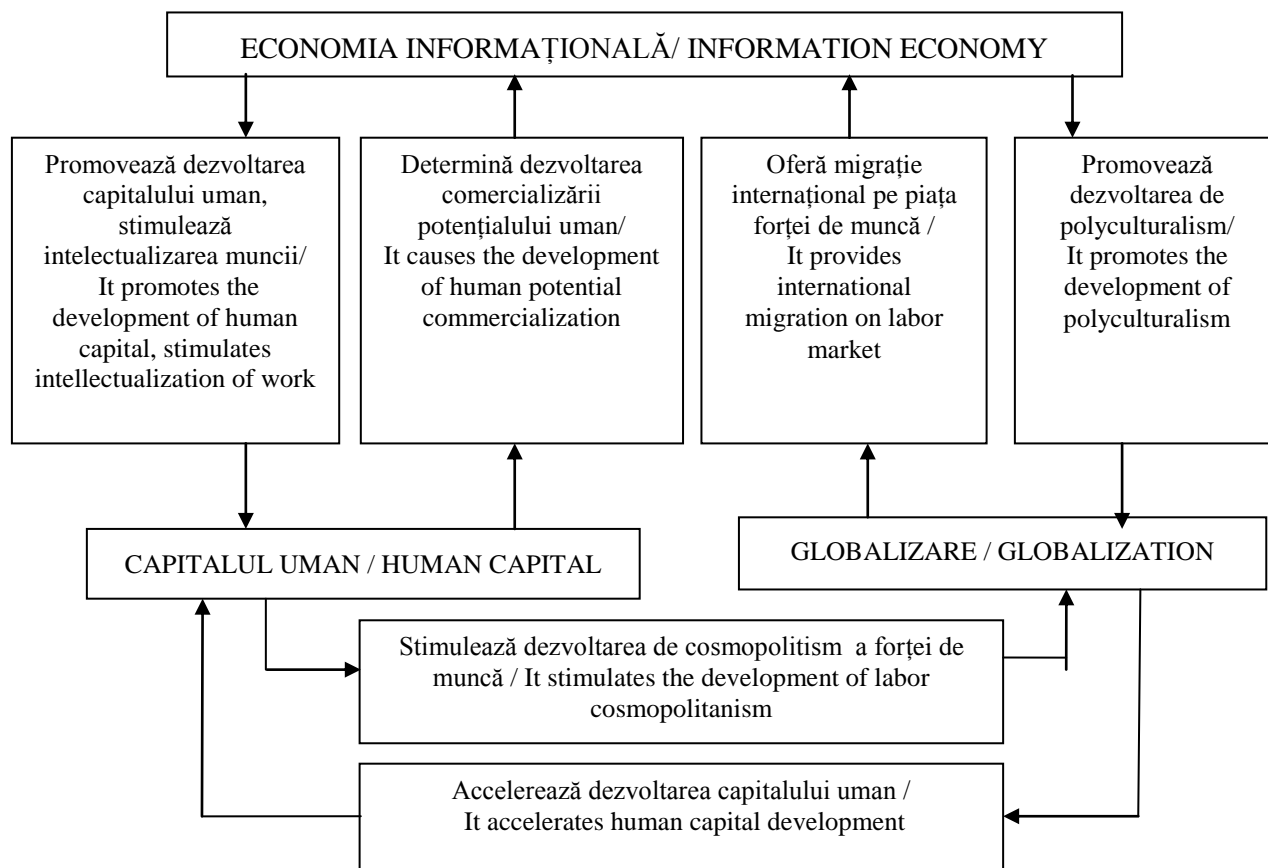 ECONOMIA INFORMAȚIONALĂ/ INFORMATION ECONOMY
Promovează dezvoltarea
capitalului uman,
stimulează
intelectualizarea muncii/
It promotes the
development of human
capital, stimulates
intellectualization of work
Determină dezvoltarea
comercializării
potențialului uman/
It causes the development
of human potential
commercialization
Oferă migrație
internațional pe piața
forței de muncă /
It provides
international
migration on labor
market
Promovează
dezvoltarea de
polyculturalism/
It promotes the
development of
polyculturalism
CAPITALUL UMAN / HUMAN CAPITAL
GLOBALIZARE / GLOBALIZATION
Stimulează dezvoltarea de cosmopolitism a forței de
muncă / It stimulates the development of labor
cosmopolitanism
Accelerează dezvoltarea capitalului uman /
It accelerates human capital development